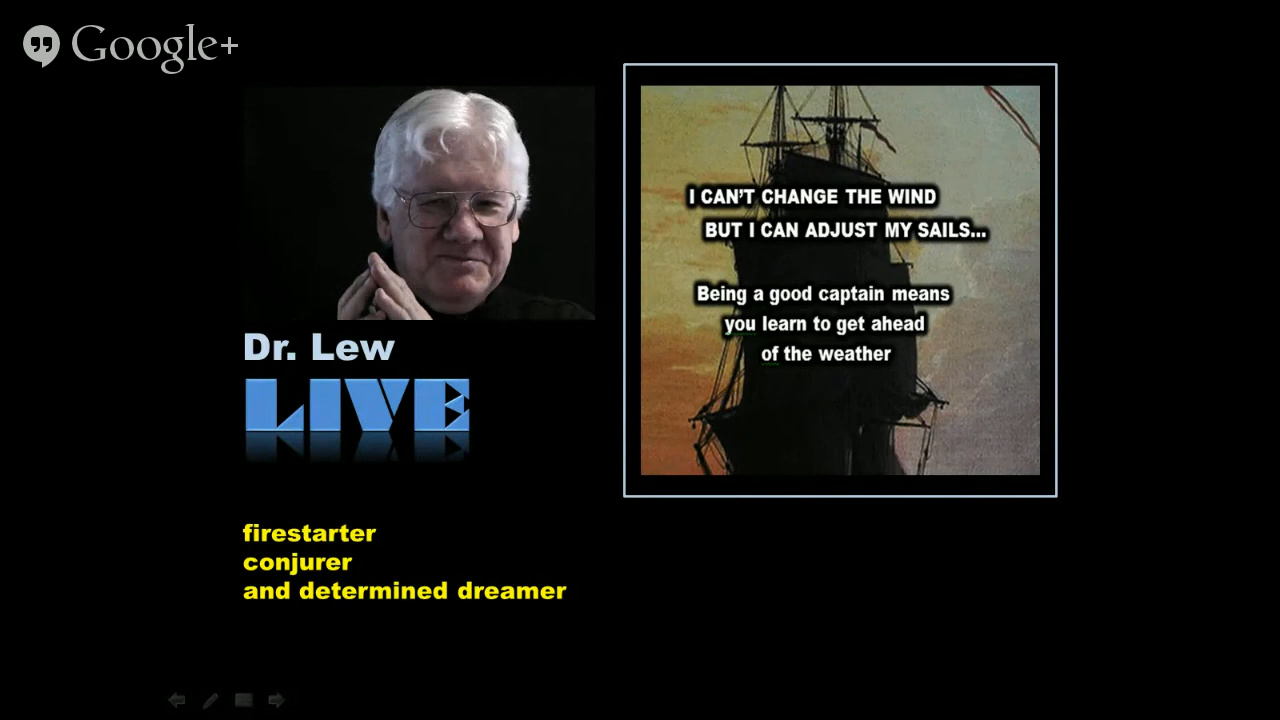 Google+
Dr. Lew
LIVE
firestarter
conjurer
and determined dreamer
I CAN'T CHANGE THE WIND
BUT I CAN ADJUST MY SAILS...
Being a good captain means
you learn to get ahead
of the weather